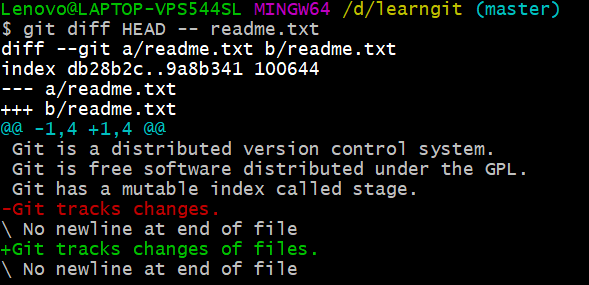 Lenovo@LAPTOP-VPS544SL MINGW64 /d/learngit (master)
$ git diff HEAD -- readme.txt
diff --git a/readme.txt b/readme.txt
index db28b2c..9a8b341 100644
--- a/readme.txt
+++ b/readme.txt
@@ -1,4 +1,4 @@
 Git is a distributed version control system.
 Git is free software distributed under the GPL.
 Git has a mutable index called stage.
-Git tracks changes.
\ No newline at end of file
+Git tracks changes of files.
\ No newline at end of file